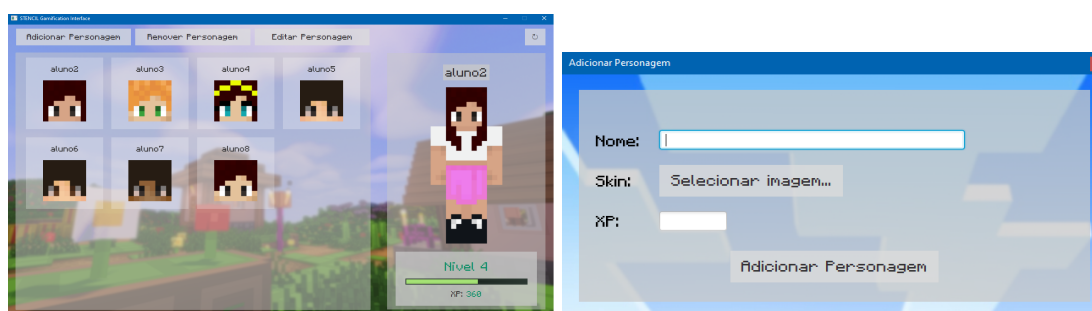 STENCIL Gamification Interface
Adicionar Personagem Remover Personagem Editar Personagem
aluno2 aluno3 aluno4 aluno5
aluno6 aluno7 aluno8
aluno2
Nível 4
XP: 360
Adicionar Personagem
Nome:
Skin: Selecionar imagem...
XP:
Adicionar Personagem